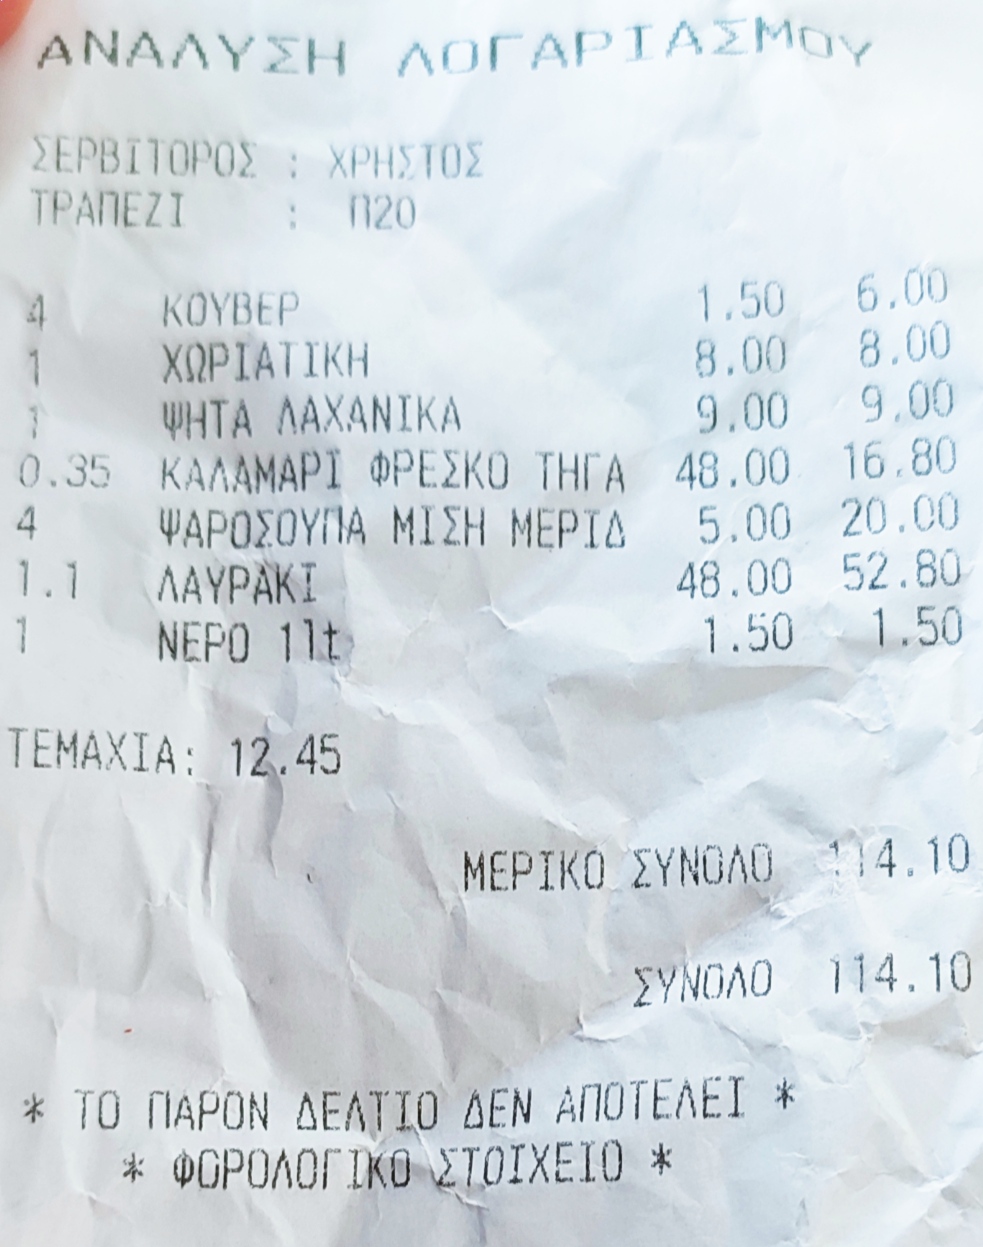 ΑΝΑΛΥΣΗ ΛΟΓΑΡΙΑΣΜΟΥ
ΣΕΡΒΙΤΟΡΟΣ : ΧΡΗΣΤΟΣ
ΤΡΑΠΕΖΙ : Π20
4 ΚΟΥΒΕΡ 1.50 6.00
1 ΧΩΡΙΑΤΙΚΗ 8.00 8.00
1 ΨΗΤΑ ΛΑΧΑΝΙΚΑ 9.00 9.00
0.35 ΚΑΛΑΜΑΡΙ ΦΡΕΣΚΟ ΤΗΓΑ 48.00 16.80
4 ΨΑΡΟΣΟΥΠΑ ΜΙΣΗ ΜΕΡΙΔ 5.00 20.00
1.1 ΛΑΥΡΑΚΙ 48.00 52.80
1 ΝΕΡΟ 1lt 1.50 1.50
ΤΕΜΑΧΙΑ: 12.45
ΜΕΡΙΚΟ ΣΥΝΟΛΟ 114.10
ΣΥΝΟΛΟ 114.10
* ΤΟ ΠΑΡΟΝ ΔΕΛΤΙΟ ΔΕΝ ΑΠΟΤΕΛΕΙ *
* ΦΟΡΟΛΟΓΙΚΟ ΣΤΟΙΧΕΙΟ *